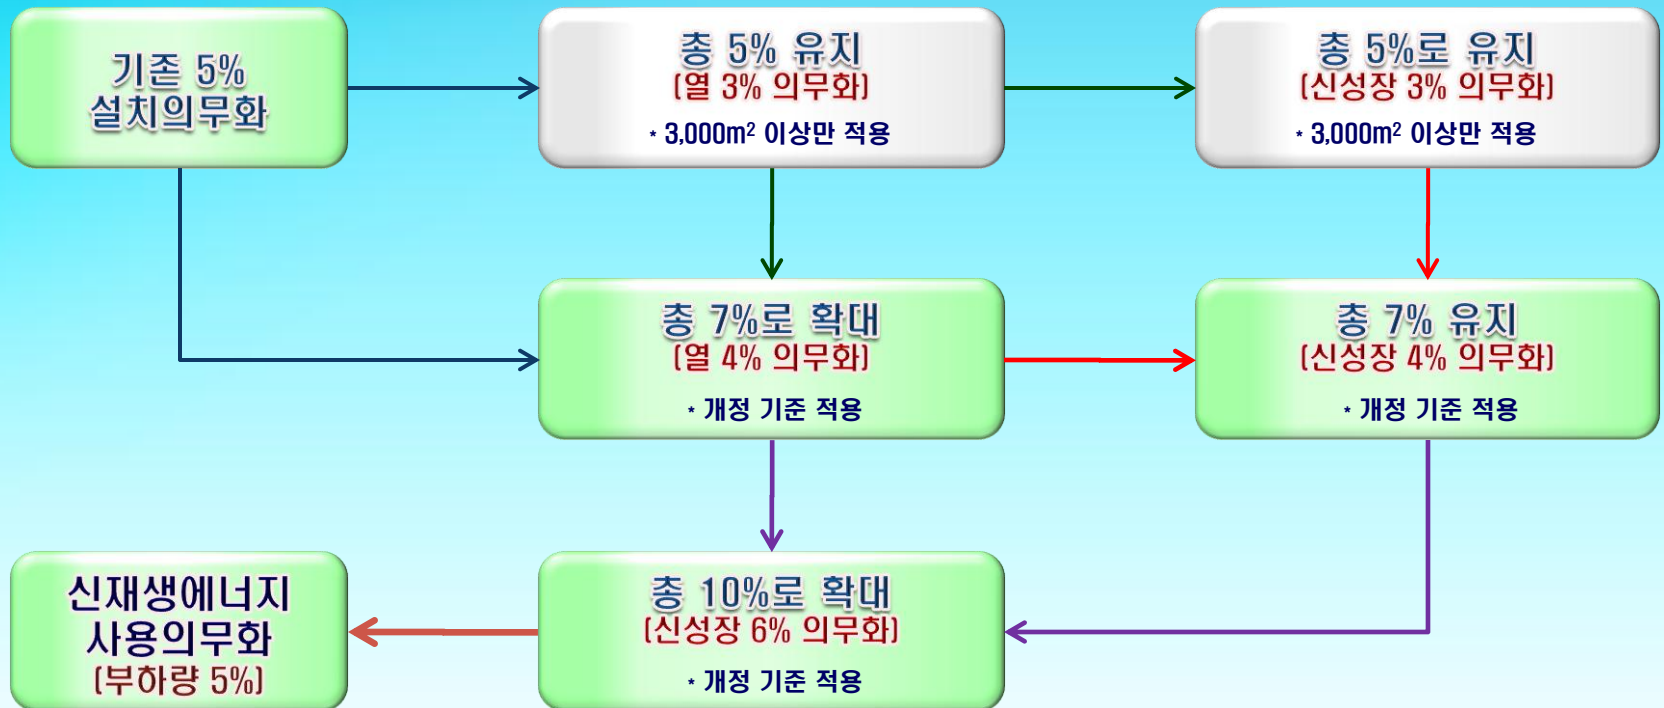 기존 5%
설치의무화
총 5% 유지
(열 3% 의무화)
* 3,000m² 이상만 적용
총 5%로 유지
(신성장 3% 의무화)
* 3,000m² 이상만 적용
총 7%로 확대
(열 4% 의무화)
* 개정 기준 적용
총 7% 유지
(신성장 4% 의무화)
* 개정 기준 적용
신재생에너지
사용의무화
(부하량 5%)
총 10%로 확대
(신성장 6% 의무화)
* 개정 기준 적용